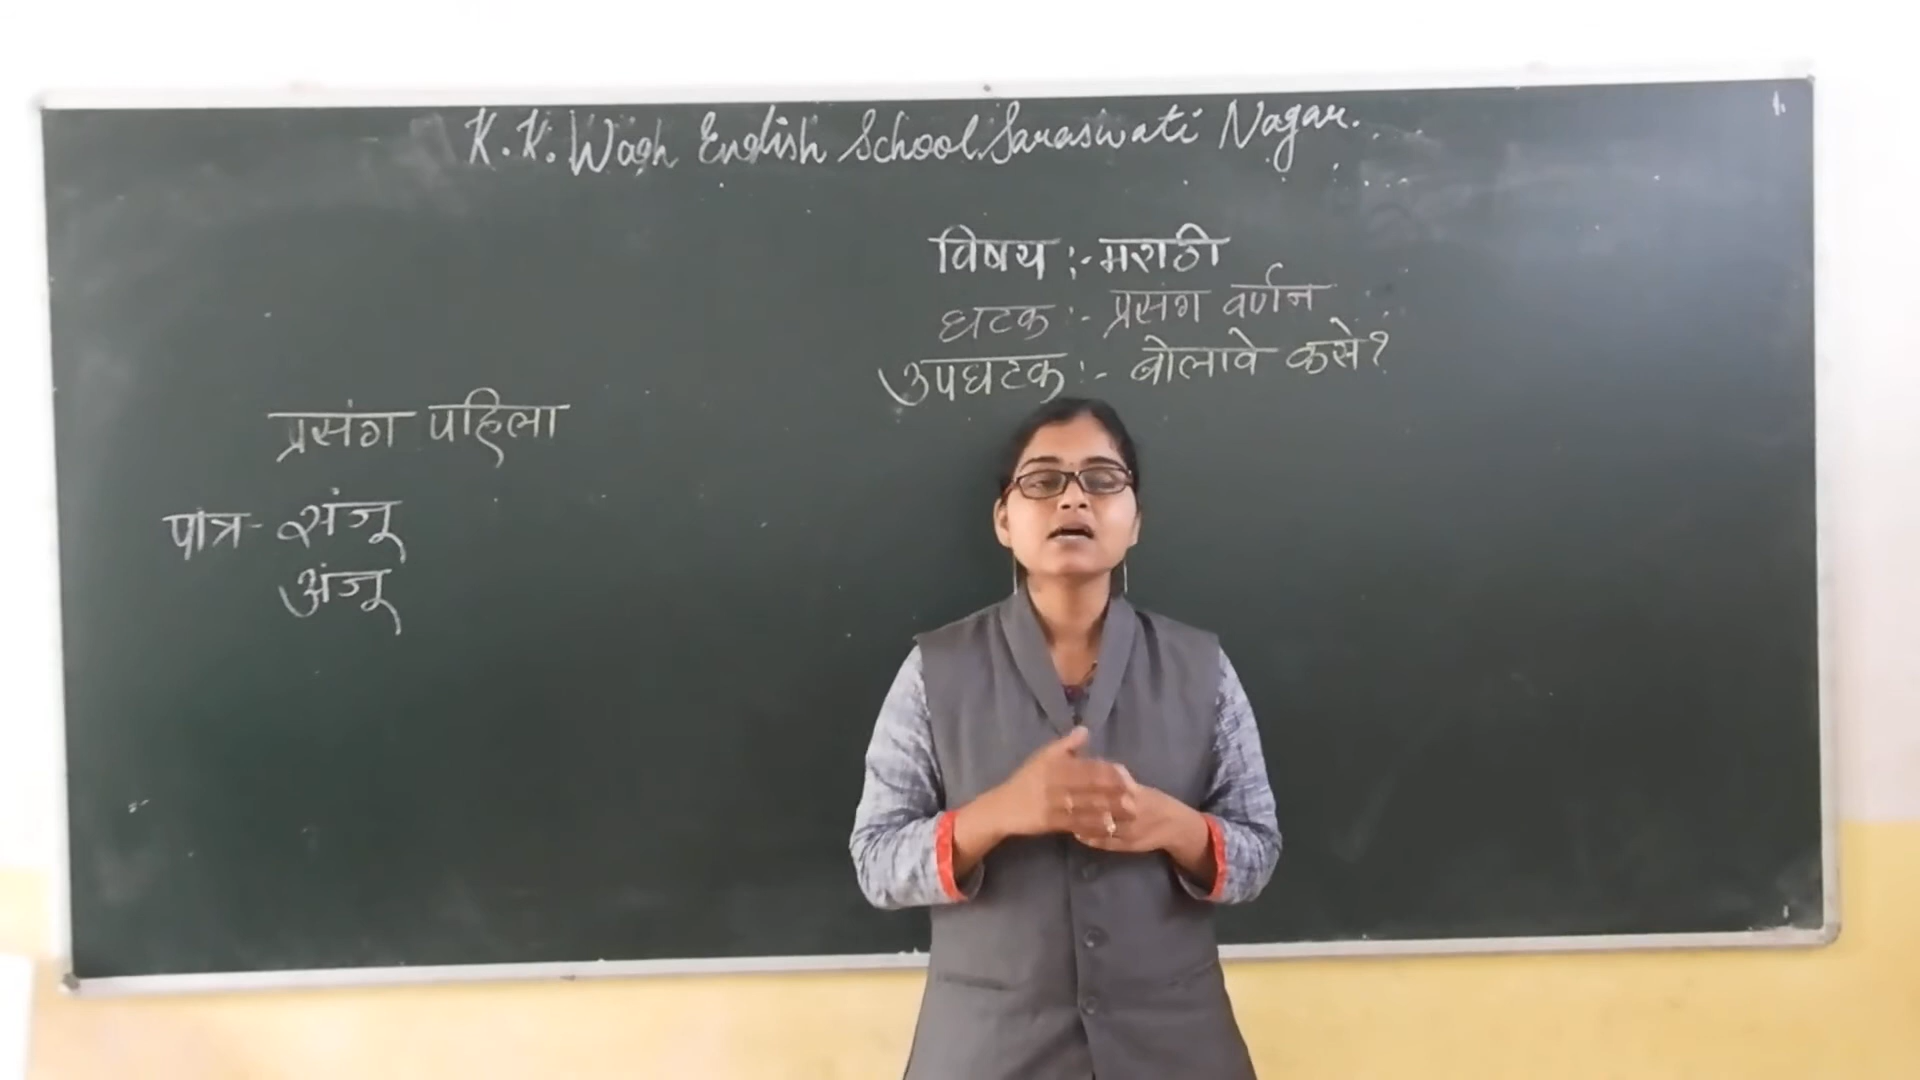 K. K. Wagh English School Saraswati Nagar.
विषय :- मराठी
घटक :- प्रसंग वर्णन
उपघटक :- बोलावे कसे?
प्रसंग पहिला
पात्र- संजू
अंजू